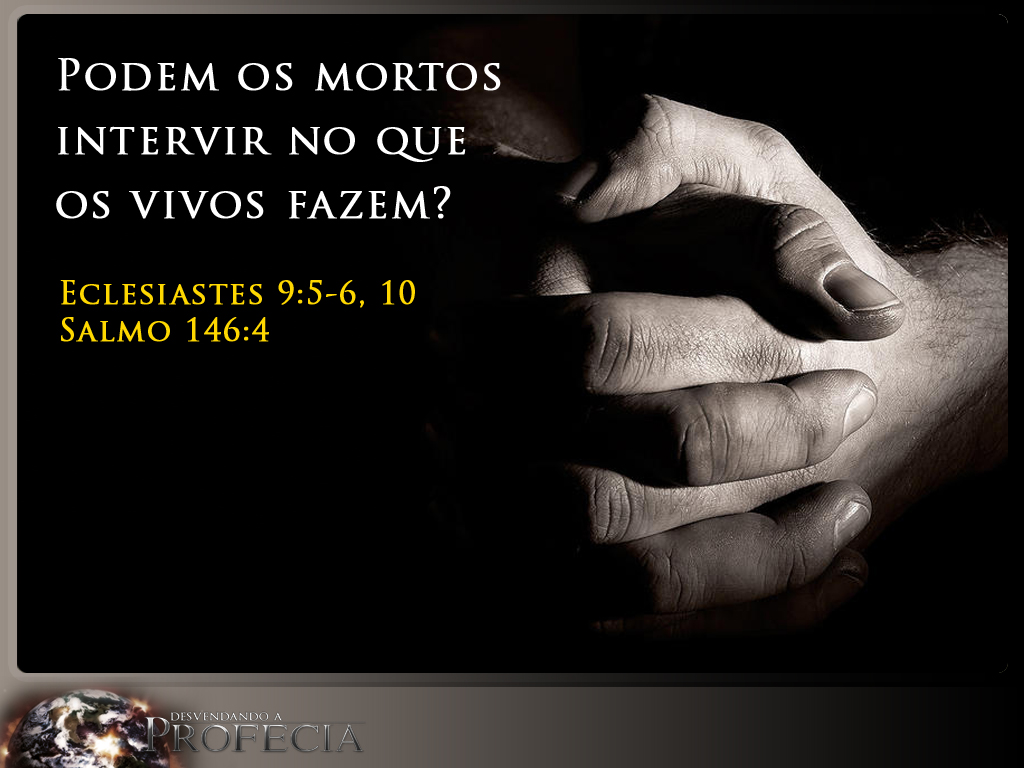 Podem os mortos
intervir no que
os vivos fazem?
Eclesiastes 9:5-6, 10
Salmo 146:4
Desvendando a
Profecia